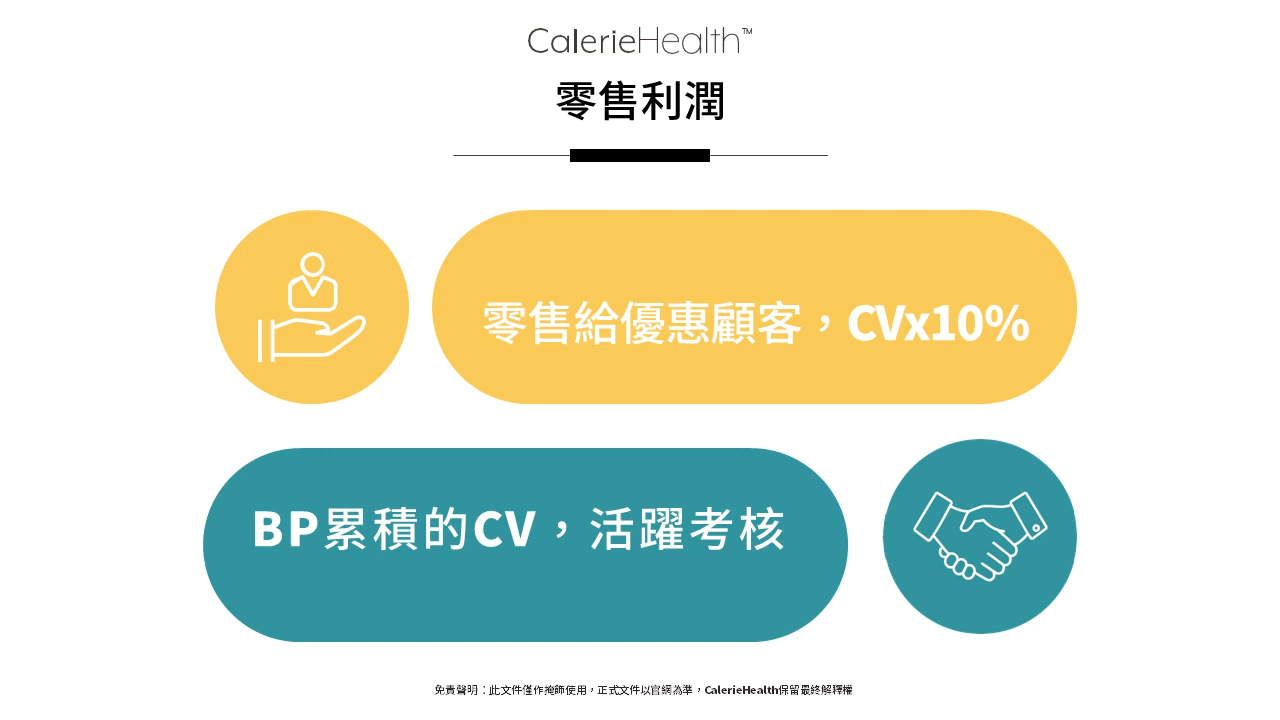 CalerieHealth™
零售利潤
零售給優惠顧客，CVx10%
BP累積的CV，活躍考核
免責聲明：此文件僅作掩飾使用，正式文件以官網為準，CalerieHealth保留最終解釋權